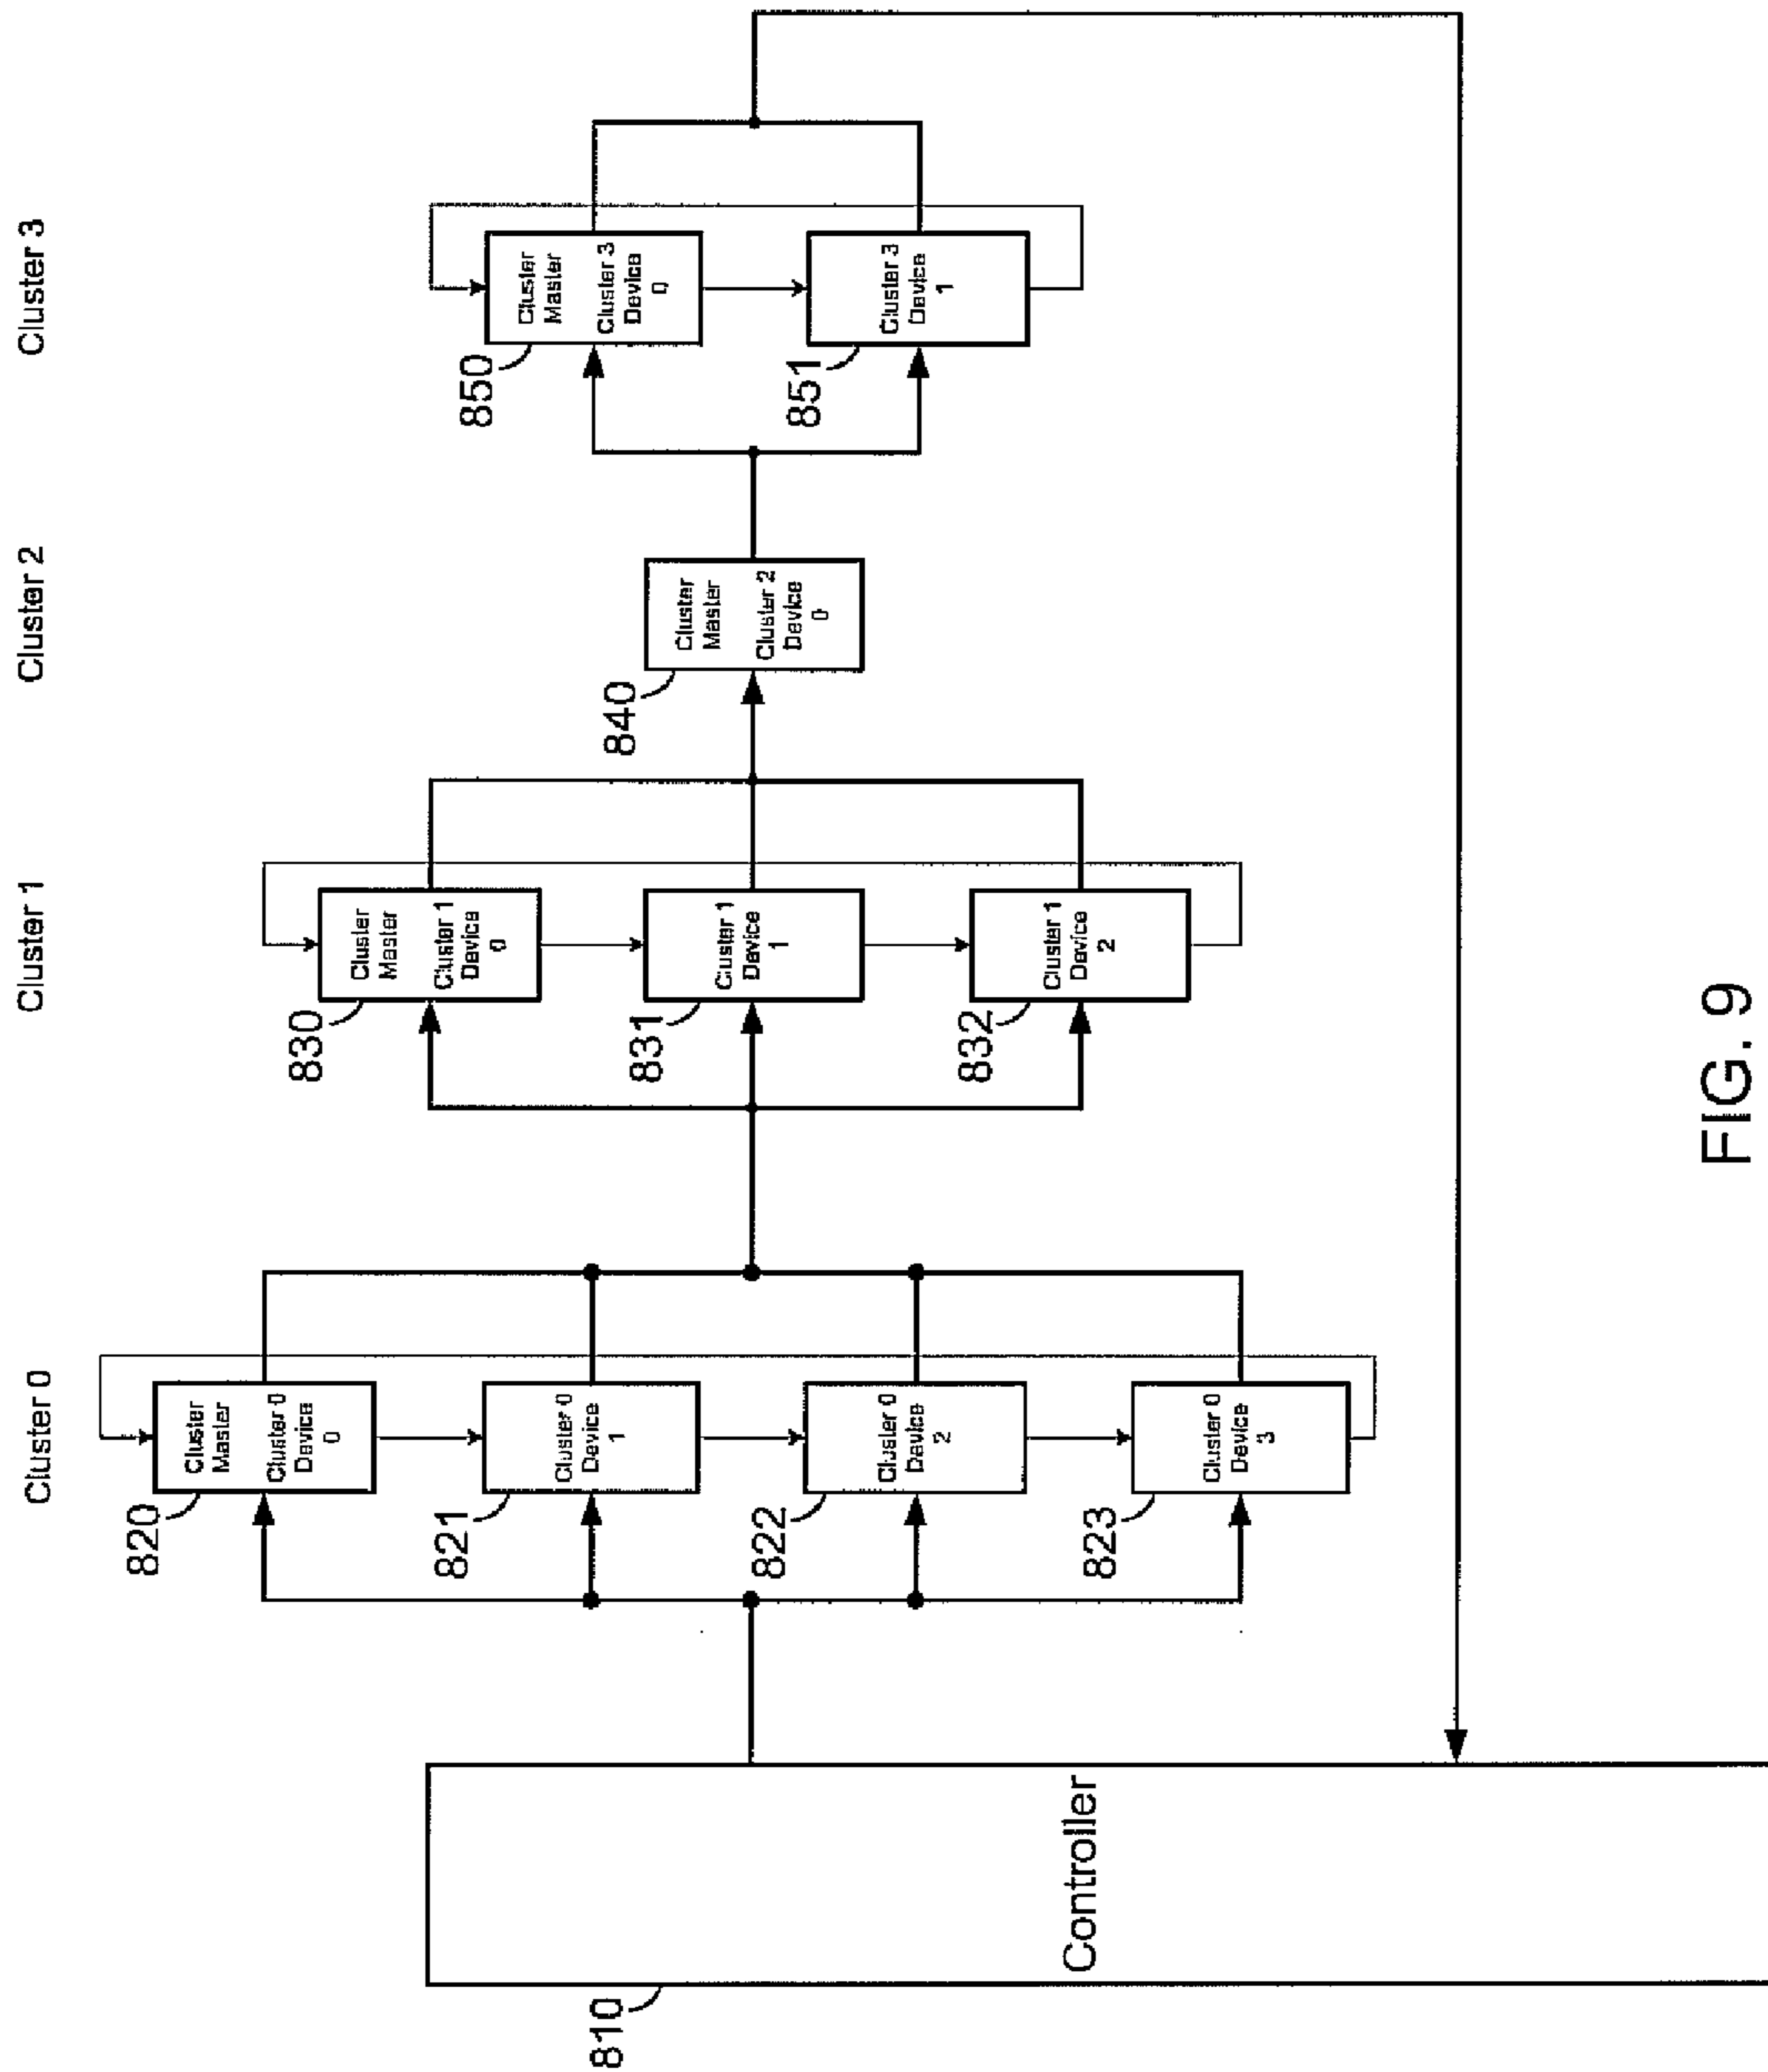 Cluster 0
Cluster 1
Cluster 2
Cluster 3
820
Cluster
Master
Cluster 0
Device
0
821
Cluster 0
Device
1
822
Cluster 0
Device
2
823
Cluster 0
Device
3
830
Cluster
Master
Cluster 1
Device
0
831
Cluster 1
Device
1
832
Cluster 1
Device
2
840
Cluster
Master
Cluster 2
Device
0
850
Cluster
Master
Cluster 3
Device
0
851
Cluster 3
Device
1
810
Controller
FIG. 9